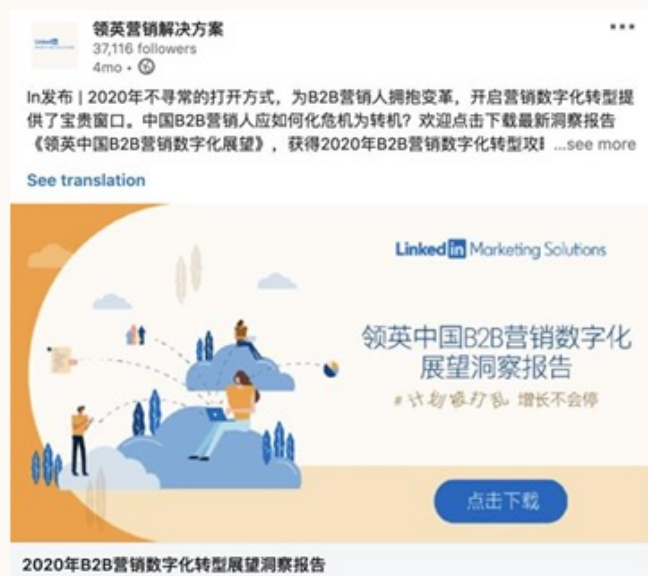 领英营销解决方案
37,116 followers
4mo •
In发布 | 2020年不寻常的打开方式，为B2B营销人拥抱变革，开启营销数字化转型提
供了宝贵窗口。中国B2B营销人应如何化危机为转机？欢迎点击下载最新洞察报告
《领英中国B2B营销数字化展望》，获得2020年B2B营销数字化转型攻 ...see more
See translation
Linked in Marketing Solutions
领英中国B2B营销数字化
展望洞察报告
#计划被打乱 增长不会停
点击下载
2020年B2B营销数字化转型展望洞察报告